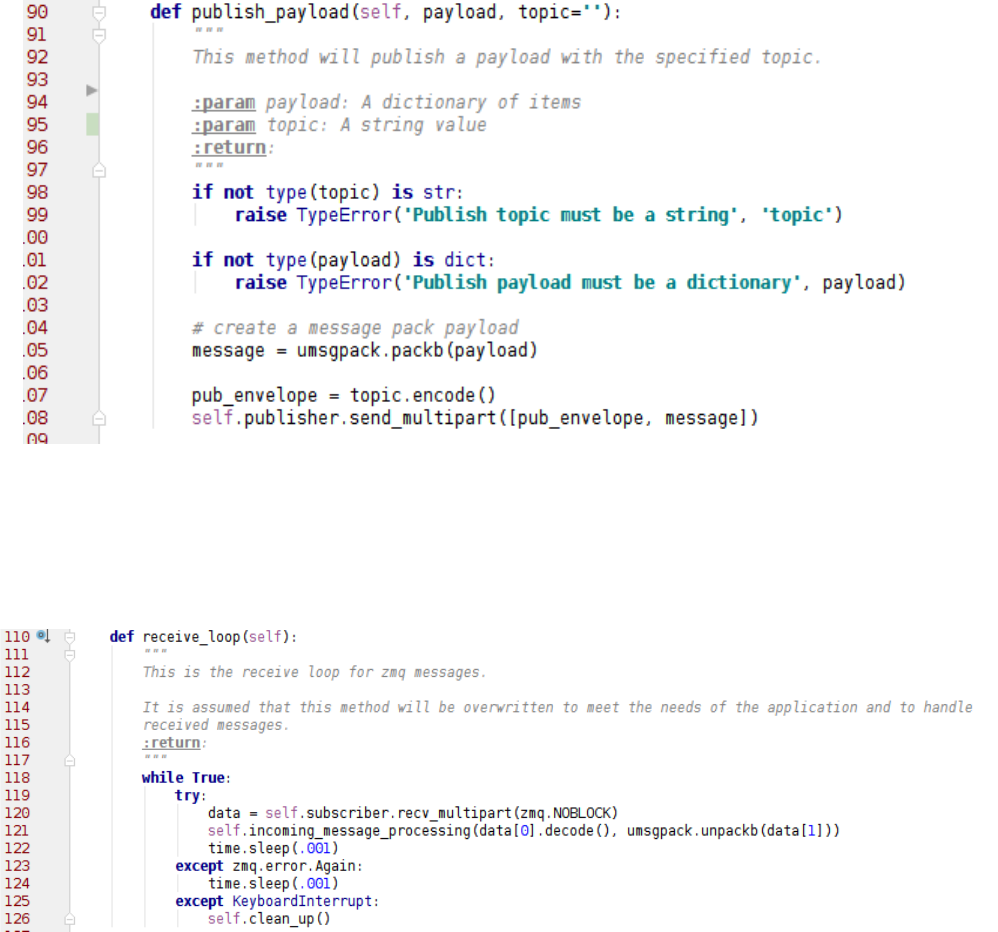 90 def publish_payload(self, payload, topic=''):
91 """
92 This method will publish a payload with the specified topic.
93
94 :param payload: A dictionary of items
95 :param topic: A string value
96 :return:
97 """
98 if not type(topic) is str:
99 raise TypeError('Publish topic must be a string', 'topic')
.00
.01 if not type(payload) is dict:
.02 raise TypeError('Publish payload must be a dictionary', payload)
.03
.04 # create a message pack payload
.05 message = umsgpack.packb(payload)
.06
.07 pub_envelope = topic.encode()
.08 self.publisher.send_multipart([pub_envelope, message])
09
110 def receive_loop(self):
111 """
112 This is the receive loop for zmq messages.
113
114 It is assumed that this method will be overwritten to meet the needs of the application and to handle
115 received messages.
116 :return:
117 """
118 while True:
119 try:
120 data = self.subscriber.recv_multipart(zmq.NOBLOCK)
121 self.incoming_message_processing(data[0].decode(), umsgpack.unpackb(data[1]))
122 time.sleep(.001)
123 except zmq.error.Again:
124 time.sleep(.001)
125 except KeyboardInterrupt:
126 self.clean_up()